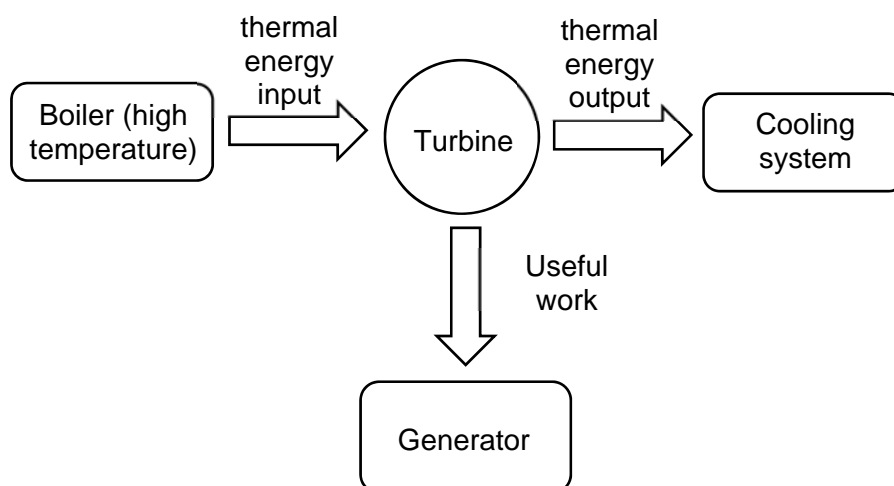 thermal
energy
input
thermal
energy
output
Boiler (high
temperature)
Turbine
Cooling
system
Useful
work
Generator